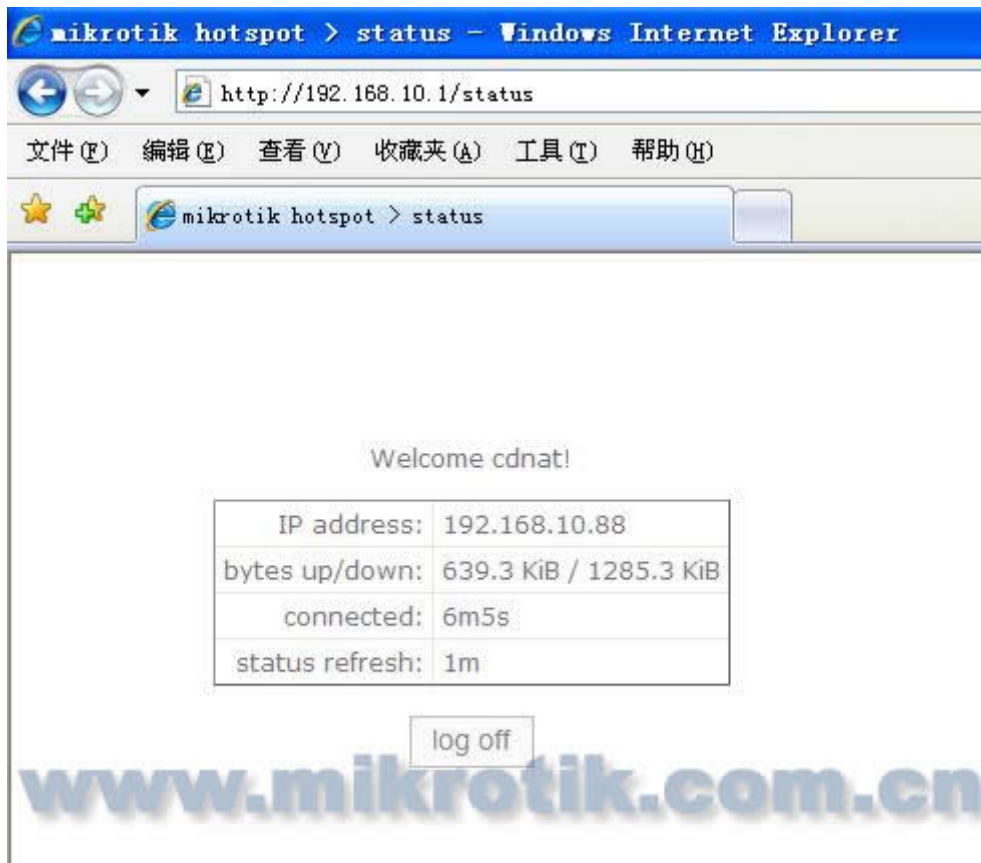 mikrotik hotspot > status - Windows Internet Explorer
http://192.168.10.1/status
文件(F) 编辑(E) 查看(V) 收藏夹(A) 工具(T) 帮助(H)
mikrotik hotspot > status
Welcome cdnat!
IP address: 192.168.10.88
bytes up/down: 639.3 KiB / 1285.3 KiB
connected: 6m5s
status refresh: 1m
log off
www.mikrotik.com.cn